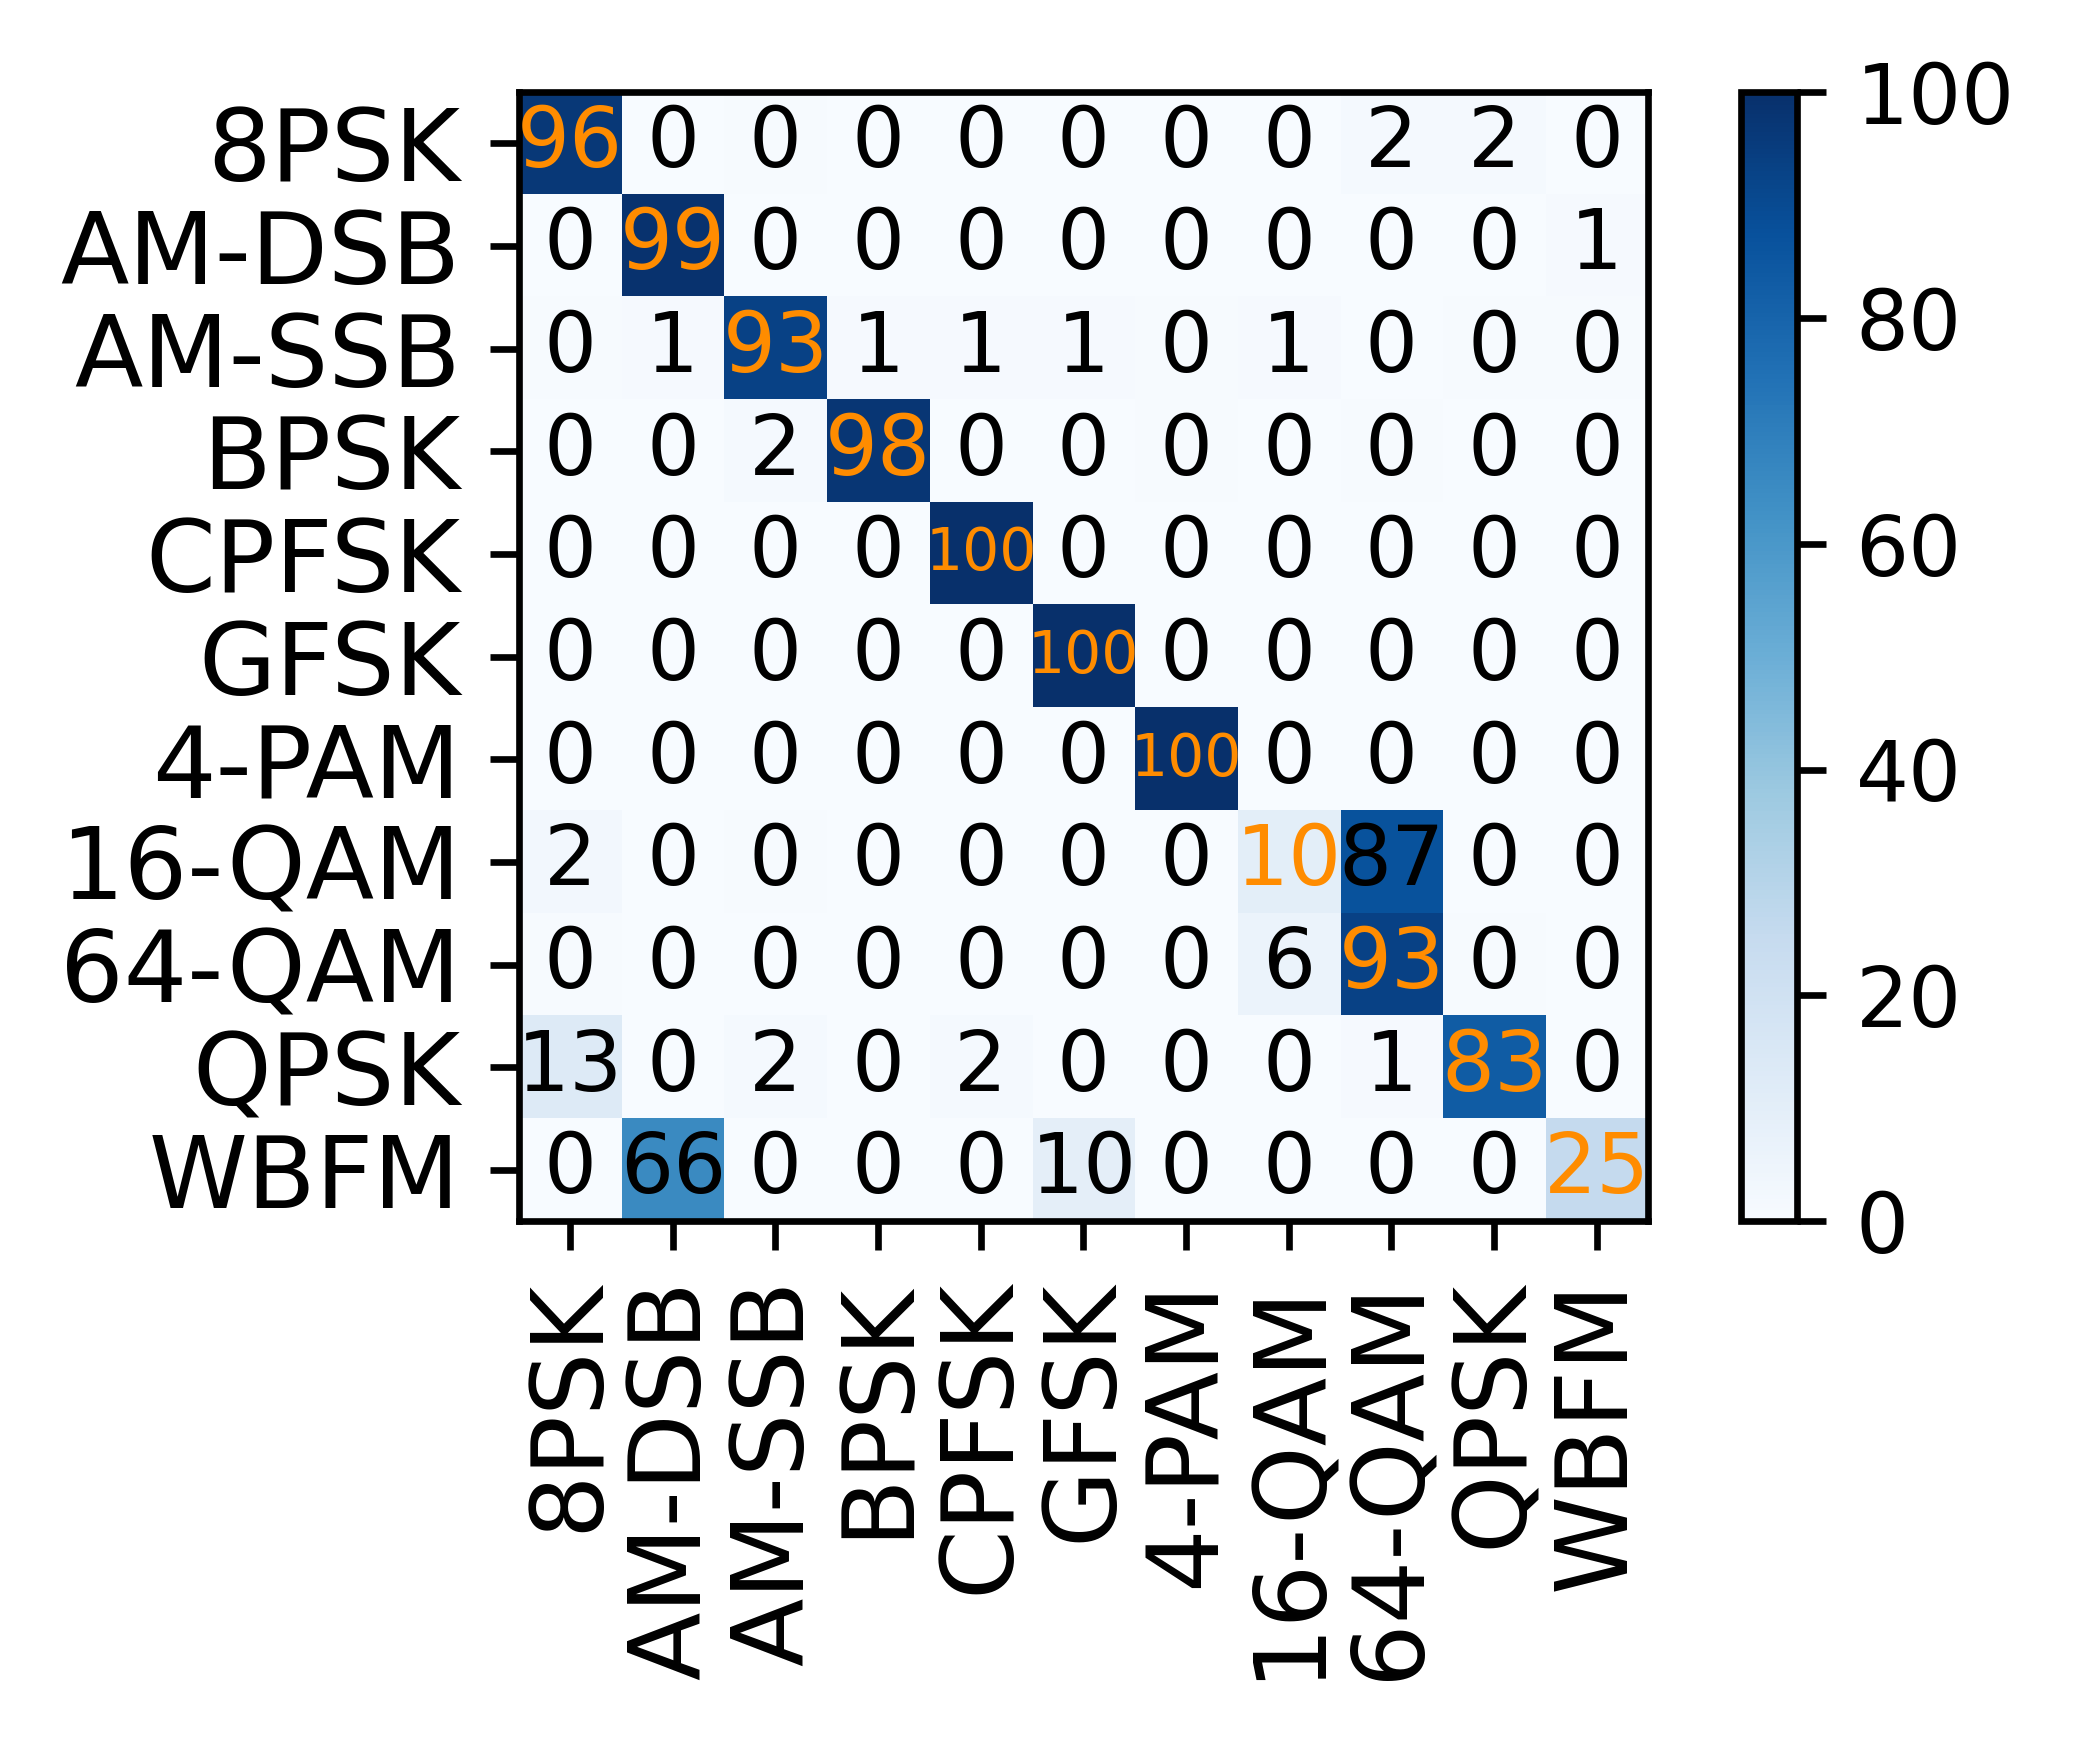 8PSK 96 0 0 0 0 0 0 0 2 2 0
AM-DSB 0 99 0 0 0 0 0 0 0 0 1
AM-SSB 0 1 93 1 1 1 0 1 0 0 0
BPSK 0 0 2 98 0 0 0 0 0 0 0
CPFSK 0 0 0 0 100 0 0 0 0 0 0
GFSK 0 0 0 0 0 100 0 0 0 0 0
4-PAM 0 0 0 0 0 0 100 0 0 0 0
16-QAM 2 0 0 0 0 0 0 10 87 0 0
64-QAM 0 0 0 0 0 0 0 6 93 0 0
QPSK 13 0 2 0 2 0 0 0 1 83 0
WBFM 0 66 0 0 0 10 0 0 0 0 25
8PSK
AM-DSB
AM-SSB
BPSK
CPFSK
GFSK
4-PAM
16-QAM
64-QAM
QPSK
WBFM
100
80
60
40
20
0